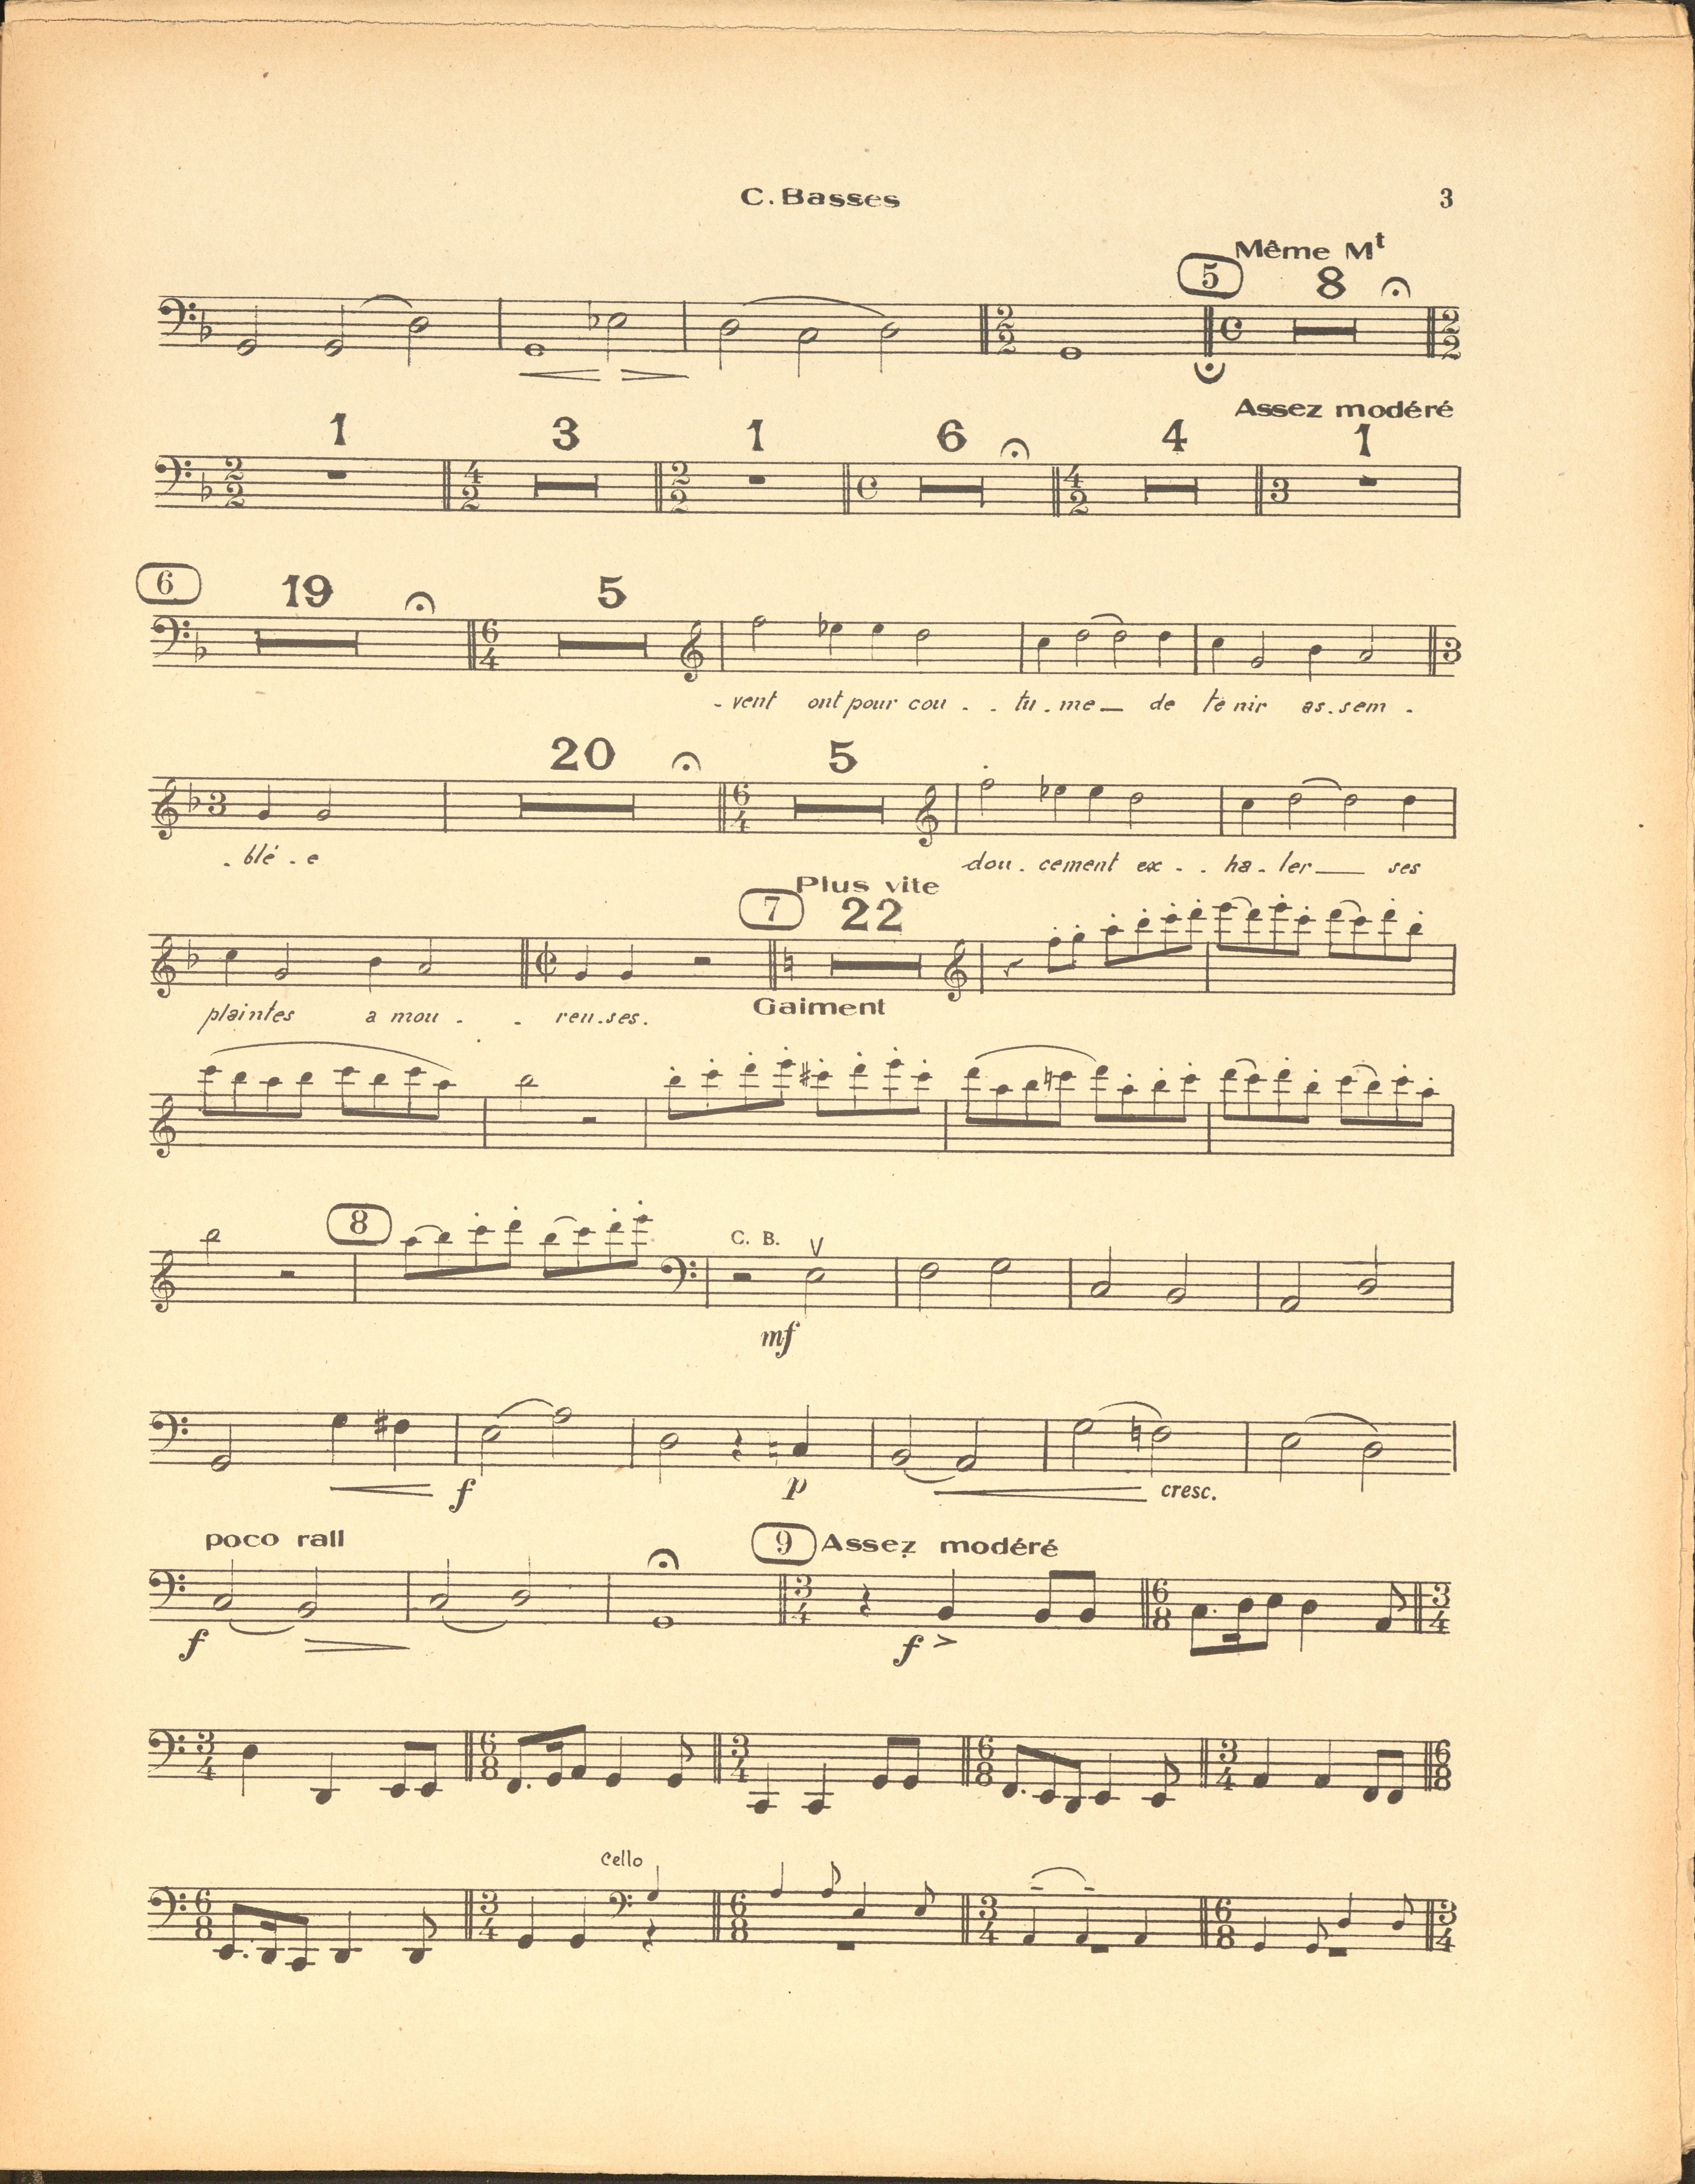 C. Basses
3
Même Mt
5
8
Assez modéré
1 3 1 6 4 1
6
19 5
- vent ont pour cou . . tu . me — de te nir as . sem .
20 5
. blé . e dou . cement ex . . ha . ler — ses
Plus vite
7
22
plaintes a mou . . reu . ses.
Gaiment
8
C. B.
mf
f p cresc.
poco rall
9
Assez modéré
f f
Cello